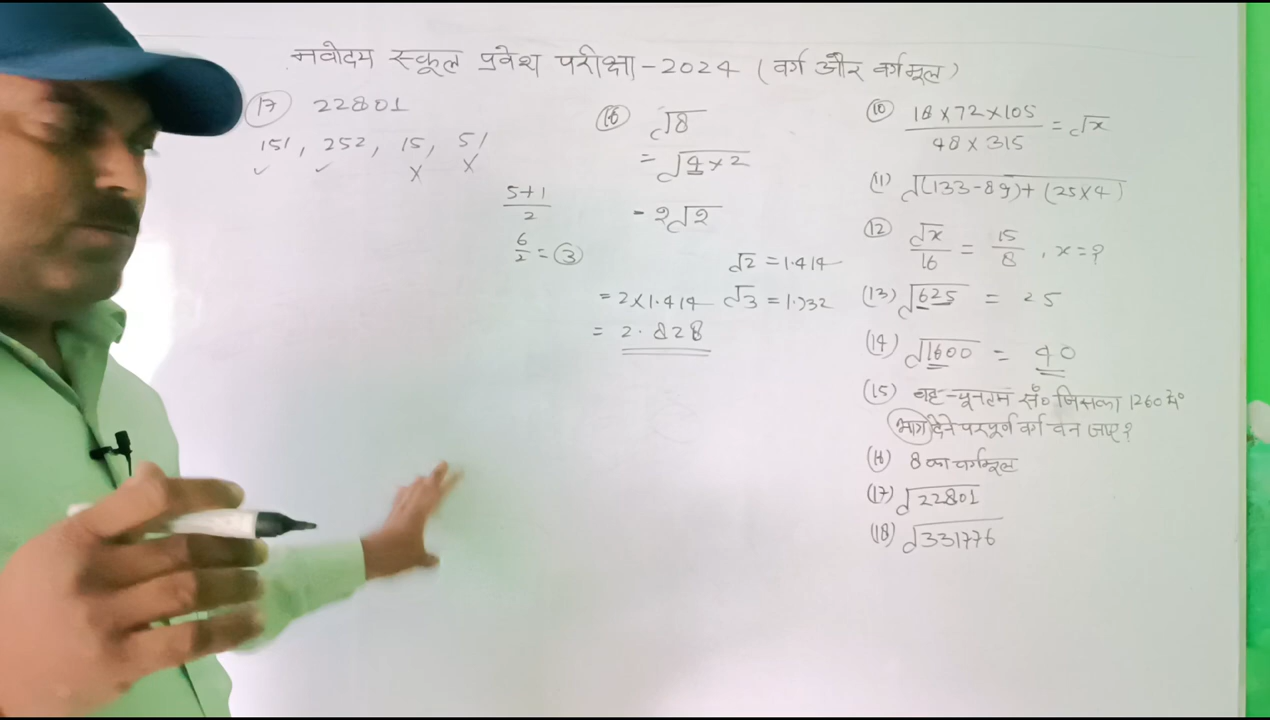 नवोदय स्कूल प्रवेश परीक्षा - 2024 (वर्ग और वर्गमूल)
(17) 22801
151, 252, 15, 51
✓ ✓ × ×
5+1/2
6/2 = 3
(16) √8
= √4×2
- २√२
√2 = 1.414
= 2×1.414 √3 = 1.732
= 2.828
(10) 18×72×105/48×315 = √x
(11) √(133-89)+(25×4)
(12) √x/16 = 15/8, x=?
(13) √625 = 25
(14) √1600 = 40
(15) वह न्यूनतम सं० जिसका 1260 में
भाग देने पर पूर्ण वर्ग बन जाए?
(16) 8 का वर्गमूल
(17) √22801
(18) √331776